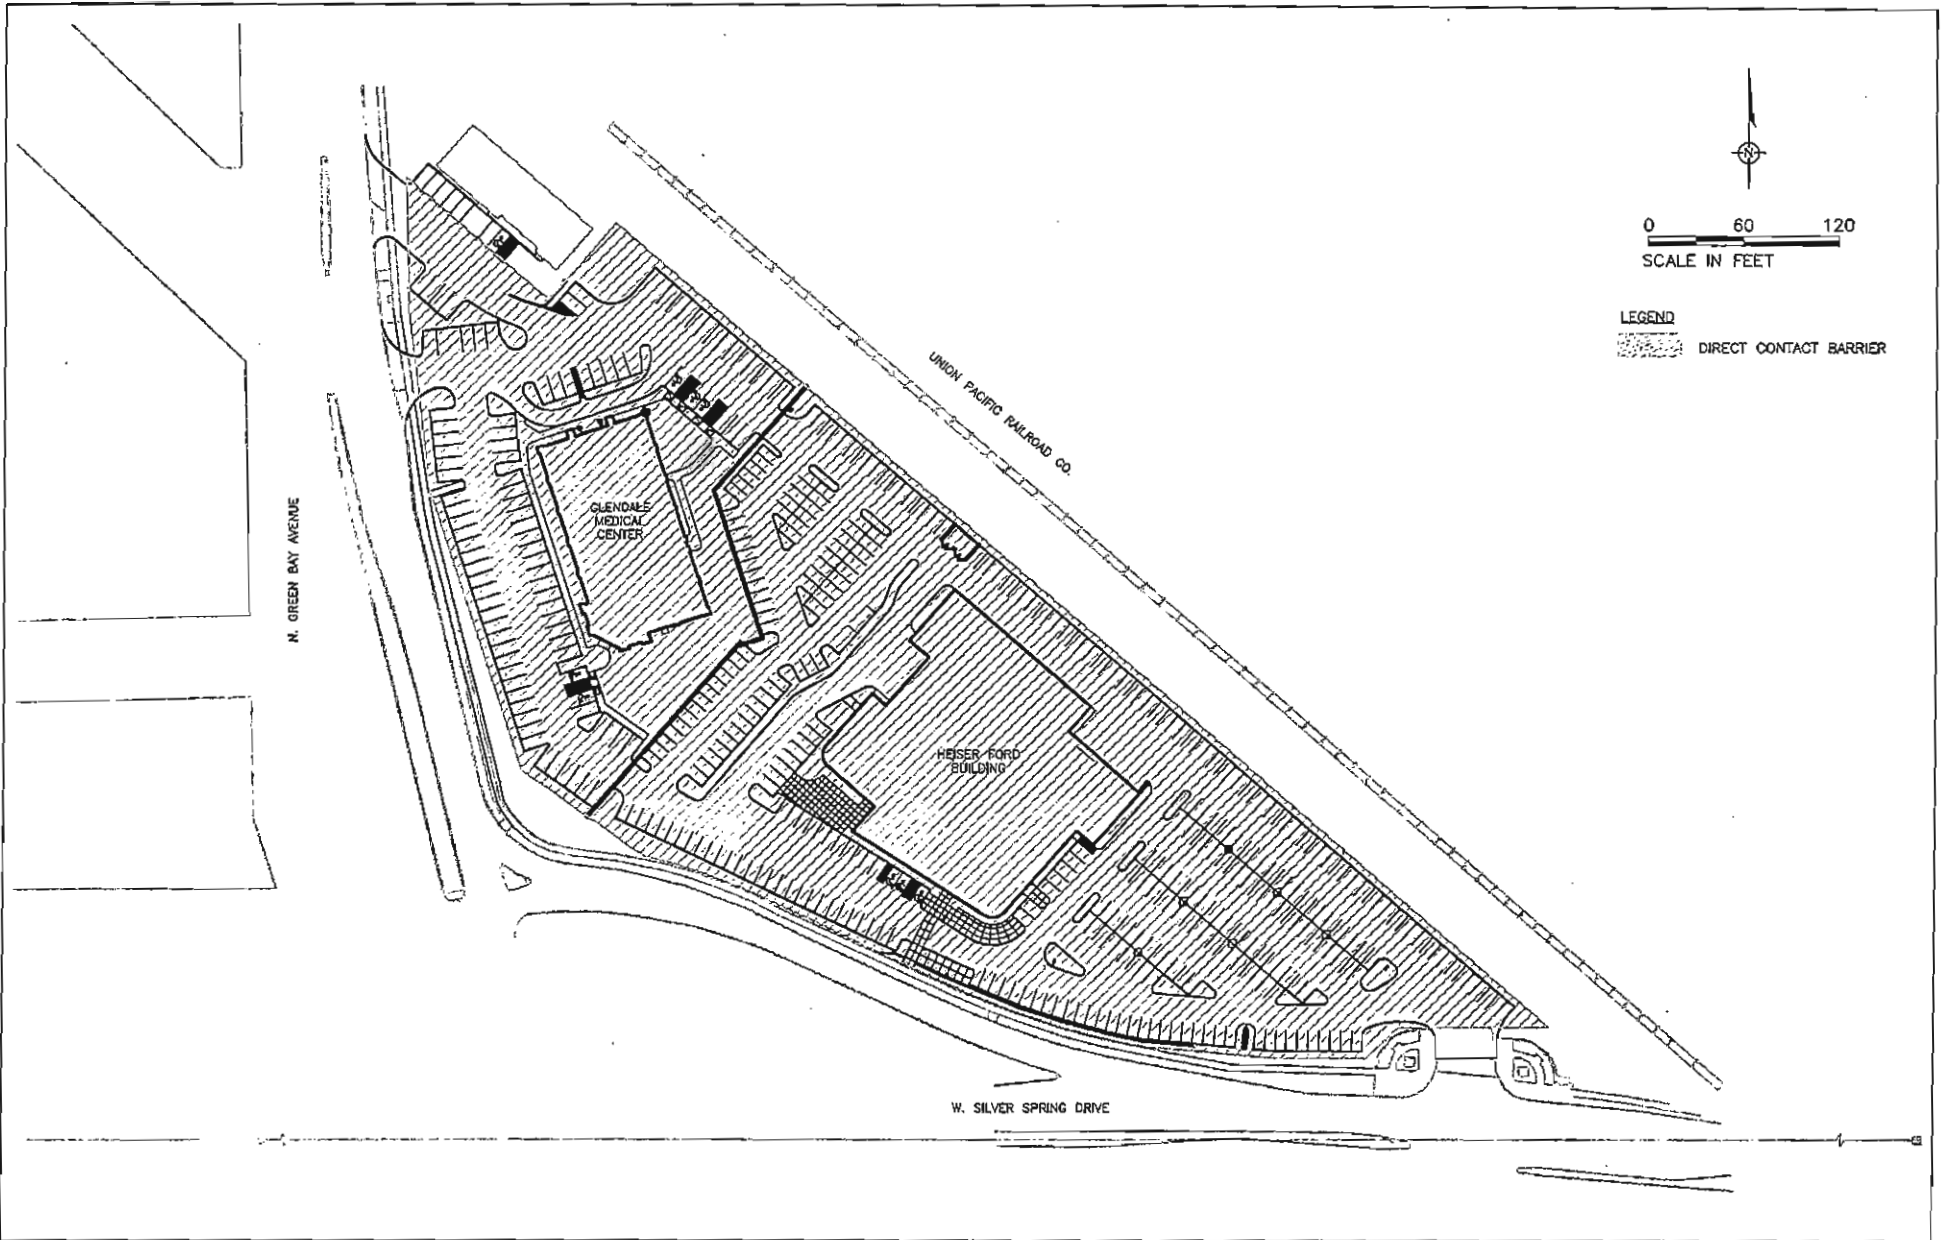 N
0 60 120
SCALE IN FEET
LEGEND
DIRECT CONTACT BARRIER
UNION PACIFIC RAILROAD CO.
GLENDALE
MEDICAL
CENTER
N. GREEN BAY AVENUE
HEISER FORD
BUILDING
W. SILVER SPRING DRIVE